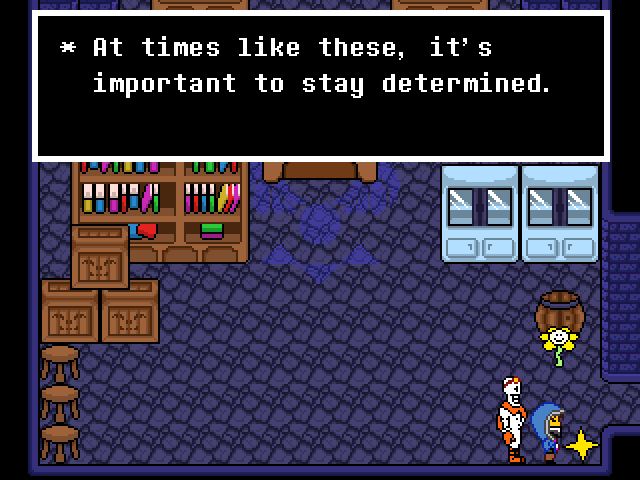 * At times like these, it's
important to stay determined.